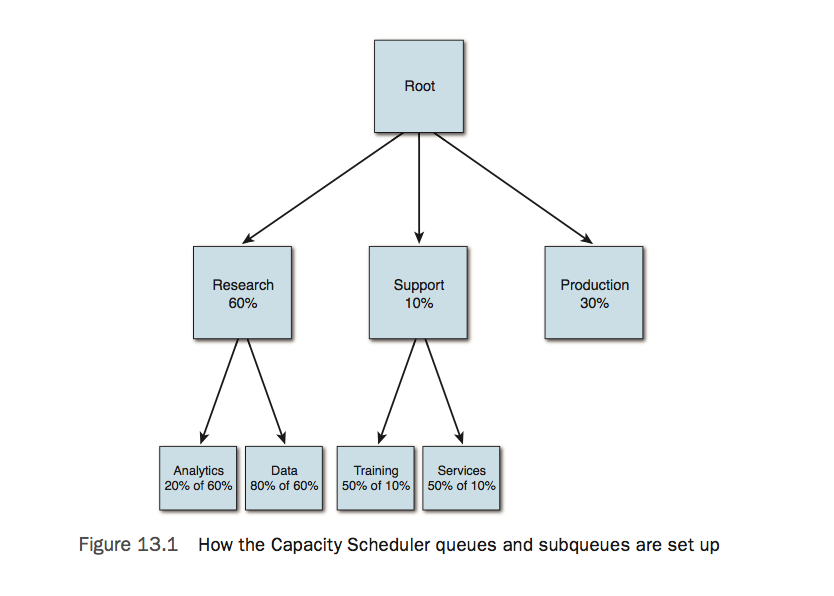 Root
Research
60%
Support
10%
Production
30%
Analytics
20% of 60%
Data
80% of 60%
Training
50% of 10%
Services
50% of 10%
Figure 13.1 How the Capacity Scheduler queues and subqueues are set up